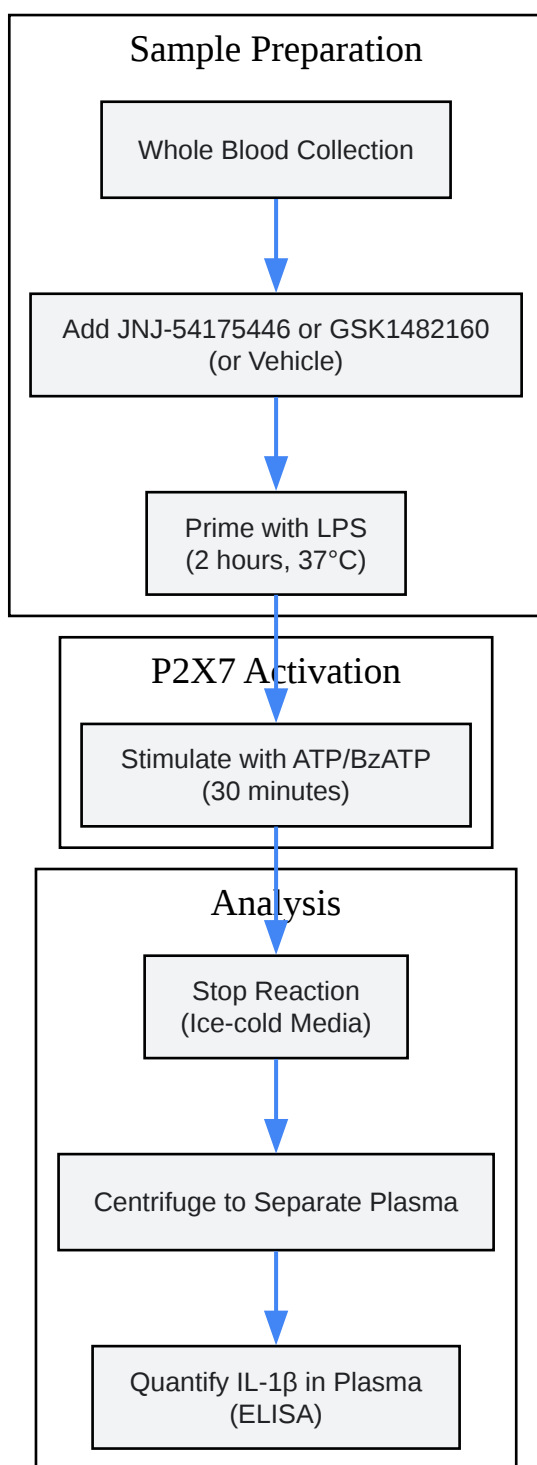 Sample Preparation
Whole Blood Collection
Add JNJ-54175446 or GSK1482160
(or Vehicle)
Prime with LPS
(2 hours, 37°C)
P2X7 Activation
Stimulate with ATP/BzATP
(30 minutes)
Analysis
Stop Reaction
(Ice-cold Media)
Centrifuge to Separate Plasma
Quantify IL-1β in Plasma
(ELISA)